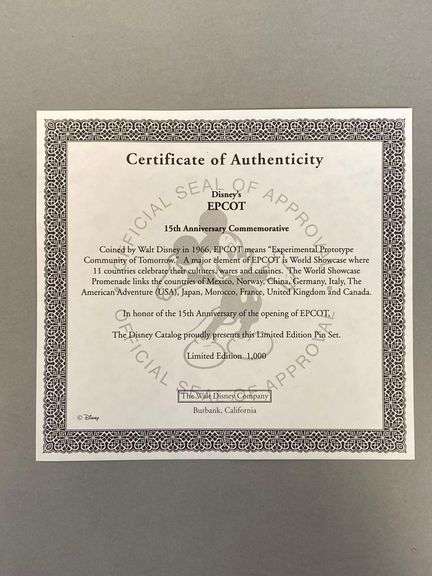 Certificate of Authenticity
Disney's
EPCOT
15th Anniversary Commemorative
Coined by Walt Disney in 1966, EPCOT means "Experimental Prototype
Community of Tomorrow." A major element of EPCOT is World Showcase where
11 countries celebrate their cultures, wares and cuisines. The World Showcase
Promenade links the countries of Mexico, Norway, China, Germany, Italy, The
American Adventure (USA), Japan, Morocco, France, United Kingdom and Canada.
In honor of the 15th Anniversary of the opening of EPCOT,
The Disney Catalog proudly presents this Limited Edition Pin Set.
Limited Edition 1,000
The Walt Disney Company
Burbank, California
© Disney
OFFICIAL SEAL OF APPROVAL
OFFICIAL SEAL OF APPROVAL